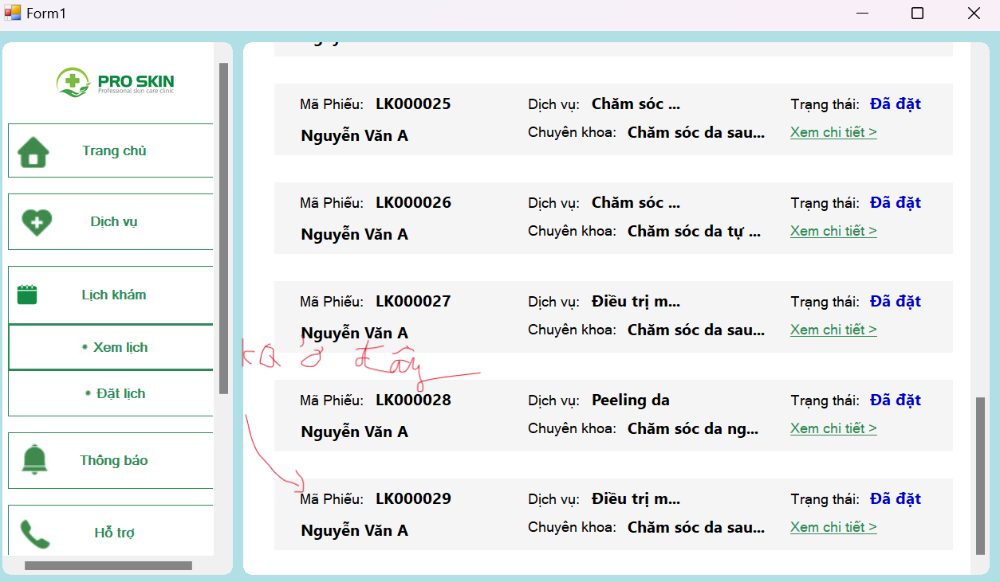 Form1
PRO SKIN
Professional skin care clinic
Trang chủ
Dịch vụ
Lịch khám
• Xem lịch
• Đặt lịch
Thông báo
Hỗ trợ
Mã Phiếu: LK000025 Dịch vụ: Chăm sóc ... Trạng thái: Đã đặt
Nguyễn Văn A Chuyên khoa: Chăm sóc da sau... Xem chi tiết >
Mã Phiếu: LK000026 Dịch vụ: Chăm sóc ... Trạng thái: Đã đặt
Nguyễn Văn A Chuyên khoa: Chăm sóc da tự ... Xem chi tiết >
Mã Phiếu: LK000027 Dịch vụ: Điều trị m... Trạng thái: Đã đặt
Nguyễn Văn A Chuyên khoa: Chăm sóc da sau... Xem chi tiết >
kQ ở đây
Mã Phiếu: LK000028 Dịch vụ: Peeling da Trạng thái: Đã đặt
Nguyễn Văn A Chuyên khoa: Chăm sóc da ng... Xem chi tiết >
Mã Phiếu: LK000029 Dịch vụ: Điều trị m... Trạng thái: Đã đặt
Nguyễn Văn A Chuyên khoa: Chăm sóc da sau... Xem chi tiết >